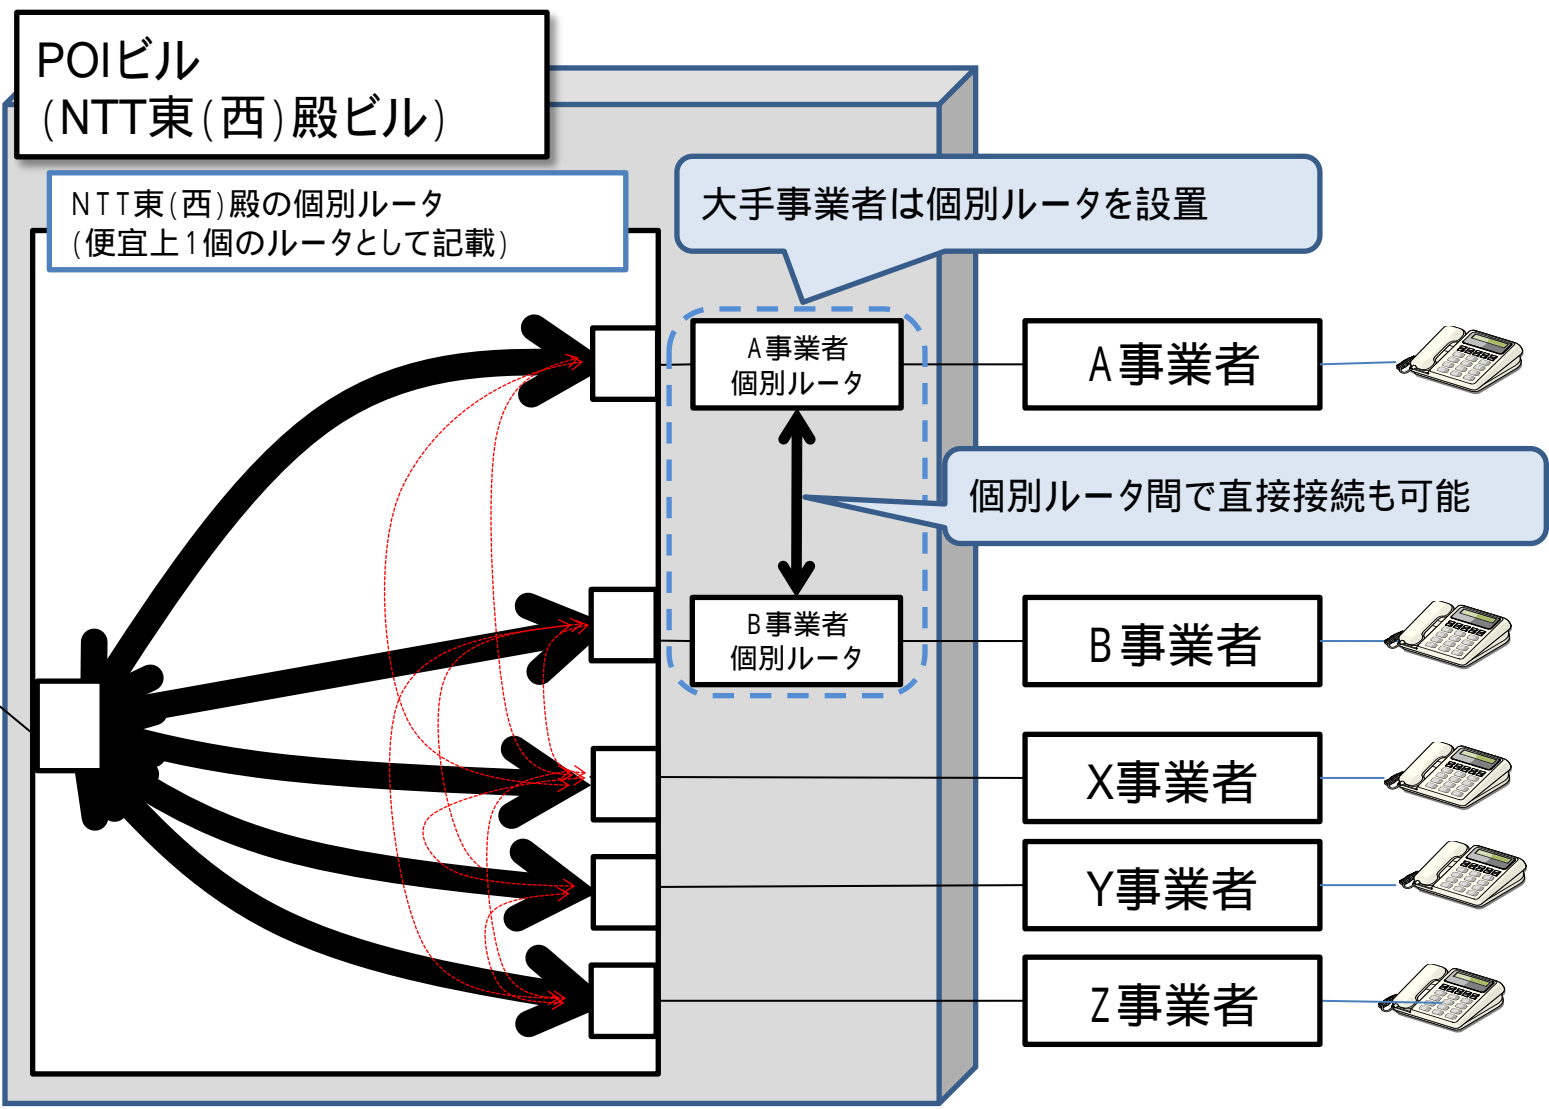 POIビル
(NTT東(西)殿ビル)
NTT東(西)殿の個別ルータ
(便宜上1個のルータとして記載)
大手事業者は個別ルータを設置
A事業者
個別ルータ
A事業者
個別ルータ間で直接接続も可能
B事業者
個別ルータ
B事業者
X事業者
Y事業者
Z事業者